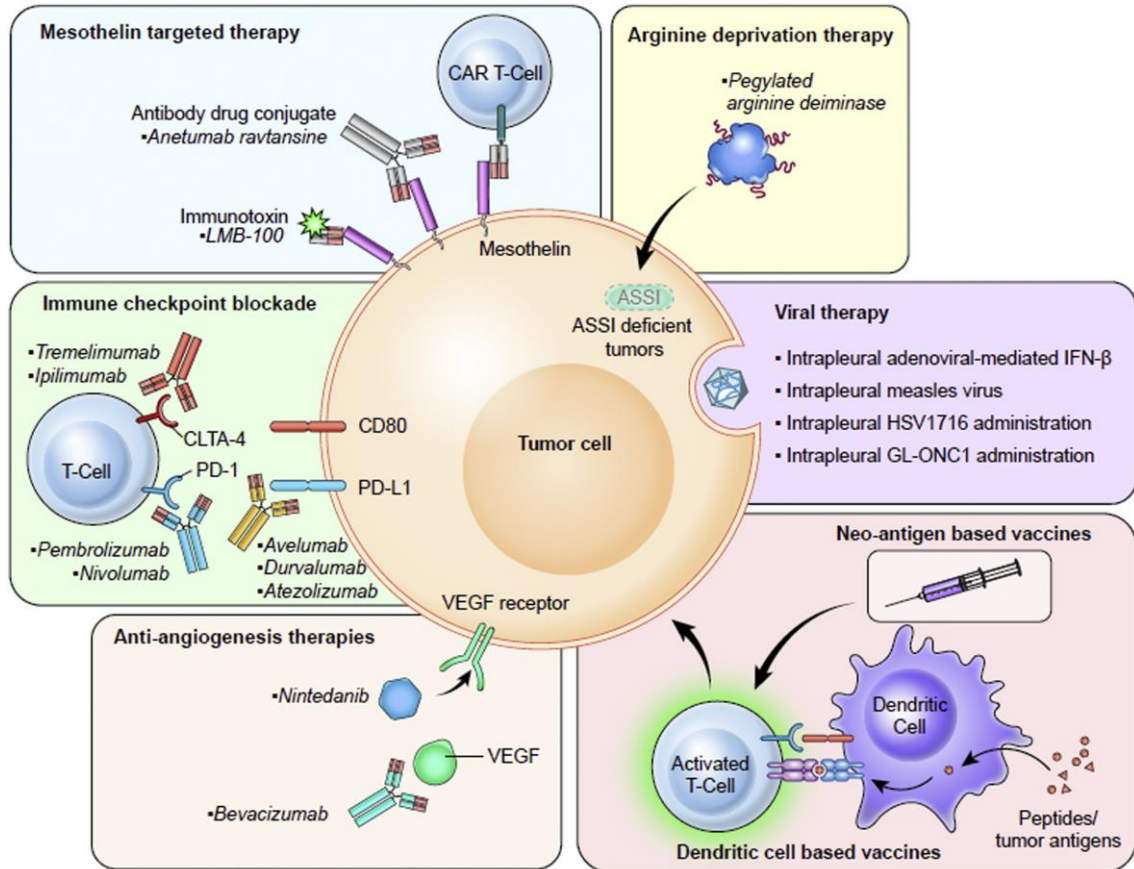 Mesothelin targeted therapy
CAR T-Cell
Antibody drug conjugate
▪Anetumab ravtansine
Immunotoxin
▪LMB-100
Mesothelin
Arginine deprivation therapy
▪Pegylated
arginine deiminase
ASSI
ASSI deficient
tumors
Immune checkpoint blockade
▪Tremelimumab
▪Ipilimumab
CLTA-4
T-Cell
PD-1
CD80
PD-L1
▪Pembrolizumab
▪Nivolumab
▪Avelumab
▪Durvalumab
▪Atezolizumab
Tumor cell
Viral therapy
▪ Intrapleural adenoviral-mediated IFN-β
▪ Intrapleural measles virus
▪ Intrapleural HSV1716 administration
▪ Intrapleural GL-ONC1 administration
VEGF receptor
Anti-angiogenesis therapies
▪Nintedanib
VEGF
▪Bevacizumab
Neo-antigen based vaccines
Dendritic
Cell
Activated
T-Cell
Peptides/
tumor antigens
Dendritic cell based vaccines